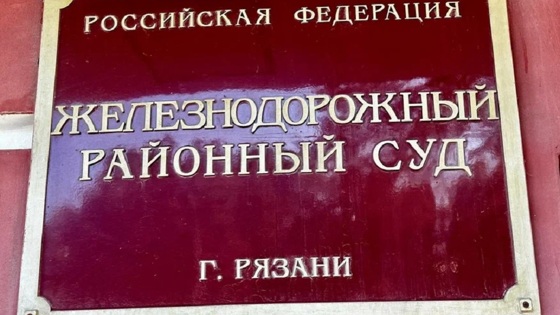 РОССИЙСКАЯ ФЕДЕРАЦИЯ
ЖЕЛЕЗНОДОРОЖНЫЙ
РАЙОННЫЙ СУД
Г. РЯЗАНИ